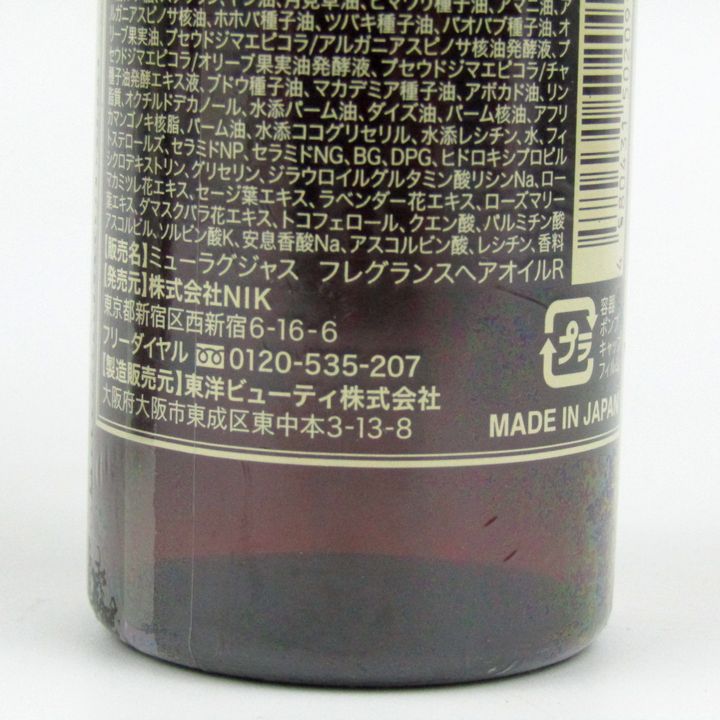 ルガニアスピノサ核油、ホホバ種子油、ツバキ種子油、バオバブ種子油、オ
リーブ果実油、プセウドジマエピコラ/アルガニアスピノサ核油発酵液、プ
セウドジマエピコラ/オリーブ果実油発酵液、プセウドジマエピコラ/チャ
種子油発酵エキス液、ブドウ種子油、マカデミア種子油、アボカド油、リン
脂質、オクチルドデカノール、水添パーム油、ダイズ油、パーム核油、アフリ
カマンゴノキ核脂、パーム油、水添ココグリセリル、水添レシチン、水、フィ
トステロールズ、セラミドNP、セラミドNG、BG、DPG、ヒドロキシプロピル
シクロデキストリン、グリセリン、ジラウロイルグルタミン酸リシンNa、ロー
マカミツレ花エキス、セージ葉エキス、ラベンダー花エキス、ローズマリー
葉エキス、ダマスクバラ花エキス、トコフェロール、クエン酸、パルミチン酸
アスコルビル、ソルビン酸K、安息香酸Na、アスコルビン酸、レシチン、香料
【販売名】ミューラグジャス フレグランスヘアオイルR
【発売元】株式会社NIK
東京都新宿区西新宿6-16-6
フリーダイヤル 0120-535-207
【製造販売元】東洋ビューティ株式会社
大阪府大阪市東成区東中本3-13-8
プラ
容器
ポンプ
キャッ
フィルム
MADE IN JAPAN